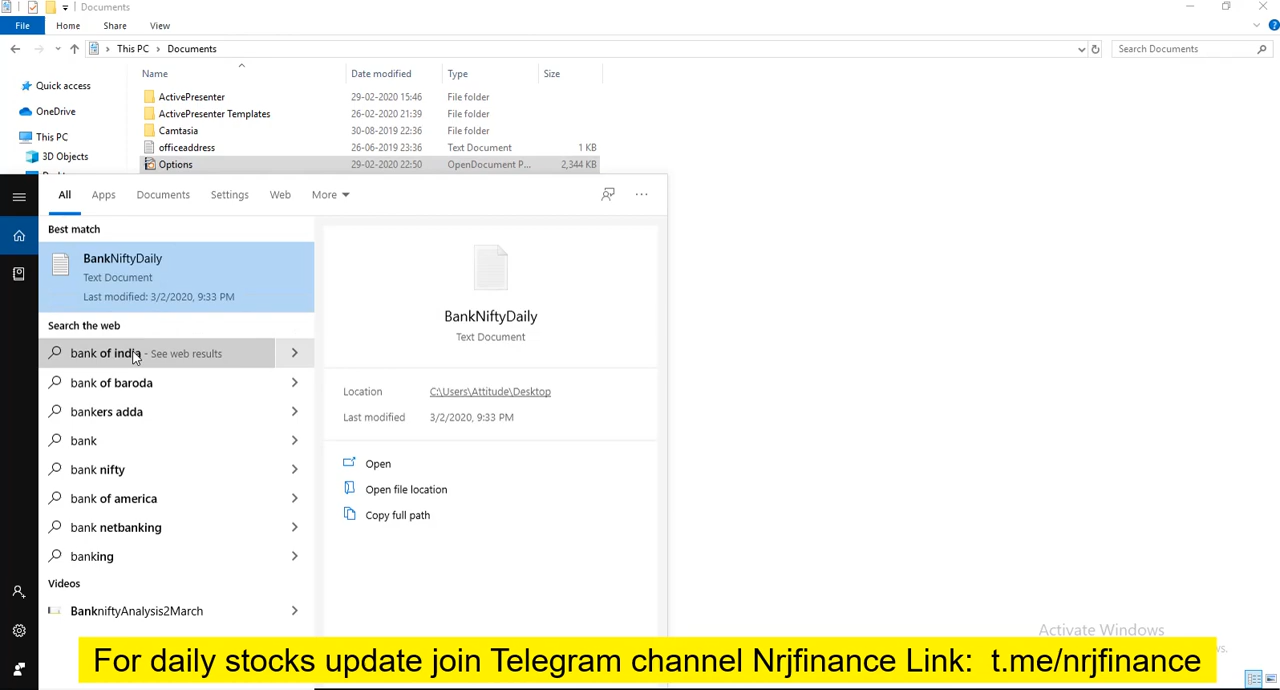 Documents
File Home Share View
This PC Documents Search Documents
Name Date modified Type Size
Quick access
OneDrive
This PC
3D Objects
ActivePresenter 29-02-2020 15:46 File folder
ActivePresenter Templates 26-02-2020 21:39 File folder
Camtasia 30-08-2019 22:36 File folder
officeaddress 26-06-2019 23:36 Text Document 1 KB
Options 29-02-2020 22:50 OpenDocument P... 2,344 KB
All Apps Documents Settings Web More
Best match
BankNiftyDaily
Text Document
Last modified: 3/2/2020, 9:33 PM
Search the web
bank of india - See web results
bank of baroda
bankers adda
bank
bank nifty
bank of america
bank netbanking
banking
Videos
BankniftyAnalysis2March
BankNiftyDaily
Text Document
Location C:\Users\Attitude\Desktop
Last modified 3/2/2020, 9:33 PM
Open
Open file location
Copy full path
Activate Windows
For daily stocks update join Telegram channel Nrjfinance Link: t.me/nrjfinance